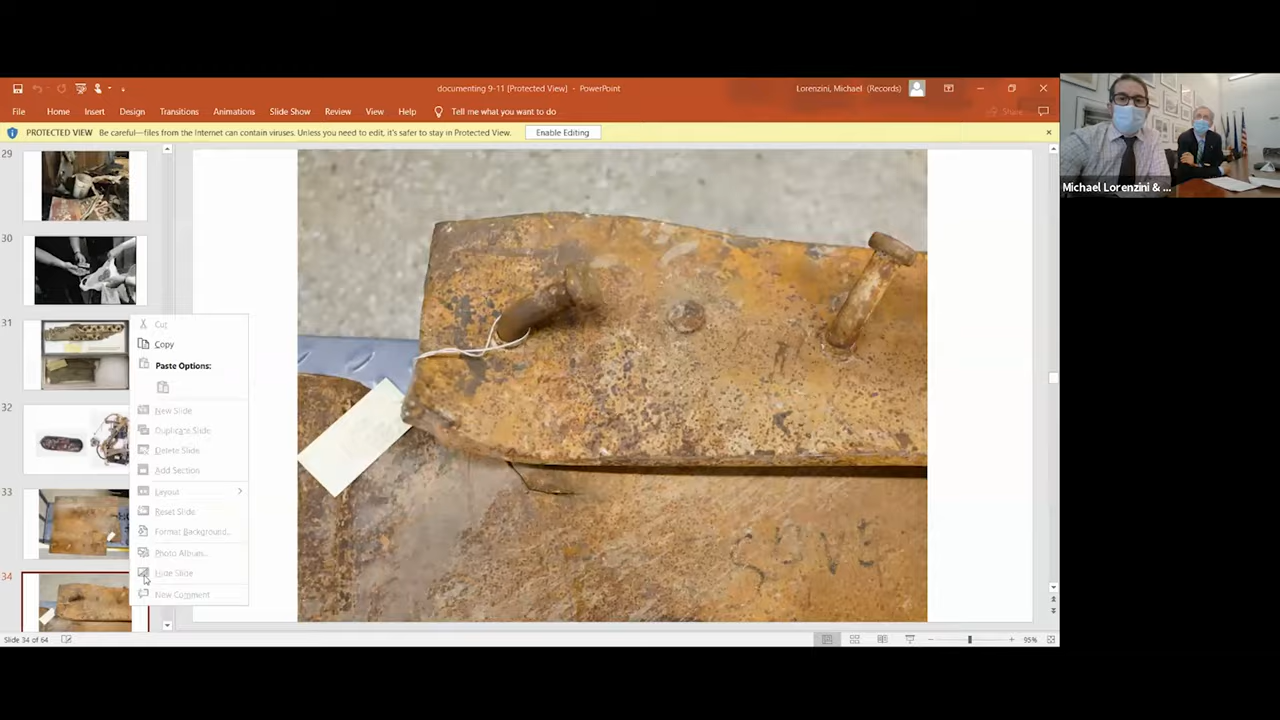 documenting 9-11 [Protected View] - PowerPoint
Lorenzini, Michael (Records)
File Home Insert Design Transitions Animations Slide Show Review View Help Tell me what you want to do Share
PROTECTED VIEW Be careful—files from the Internet can contain viruses. Unless you need to edit, it's safer to stay in Protected View. Enable Editing
Michael Lorenzini & ...
29
30
31
32
33
34
Cut
Copy
Paste Options:
New Slide
Duplicate Slide
Delete Slide
Add Section
Layout
Reset Slide
Format Background...
Photo Album...
Hide Slide
New Comment
Slide 34 of 64
95%